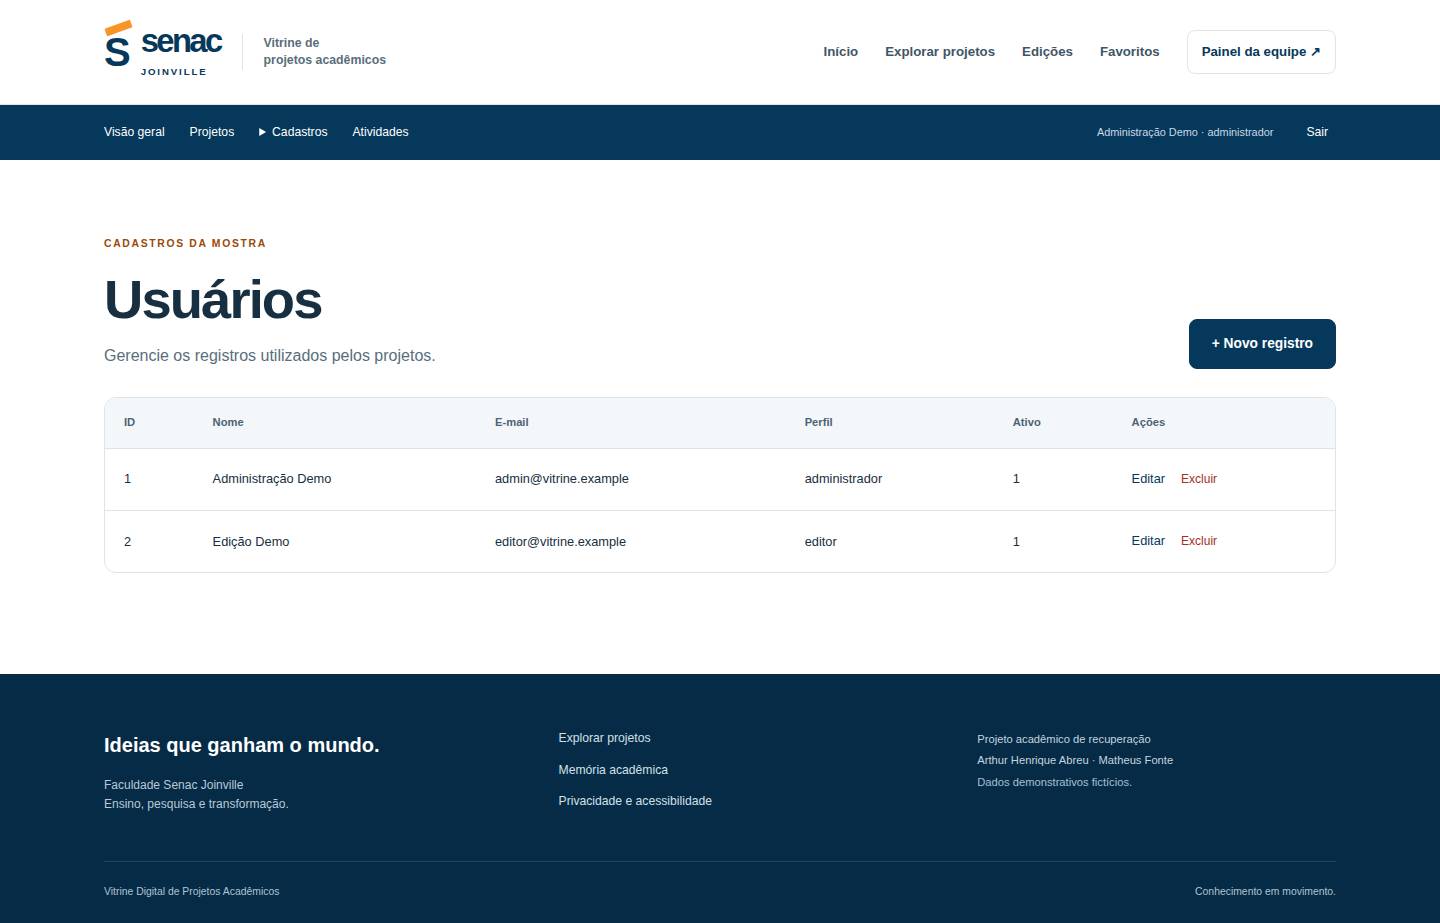 S senac
JOINVILLE
Vitrine de
projetos acadêmicos
Início Explorar projetos Edições Favoritos Painel da equipe ↗
Visão geral Projetos ▶ Cadastros Atividades Administração Demo · administrador Sair
CADASTROS DA MOSTRA
Usuários
Gerencie os registros utilizados pelos projetos.
+ Novo registro
ID Nome E-mail Perfil Ativo Ações
1 Administração Demo admin@vitrine.example administrador 1 Editar Excluir
2 Edição Demo editor@vitrine.example editor 1 Editar Excluir
Ideias que ganham o mundo.
Faculdade Senac Joinville
Ensino, pesquisa e transformação.
Explorar projetos
Memória acadêmica
Privacidade e acessibilidade
Projeto acadêmico de recuperação
Arthur Henrique Abreu · Matheus Fonte
Dados demonstrativos fictícios.
Vitrine Digital de Projetos Acadêmicos
Conhecimento em movimento.